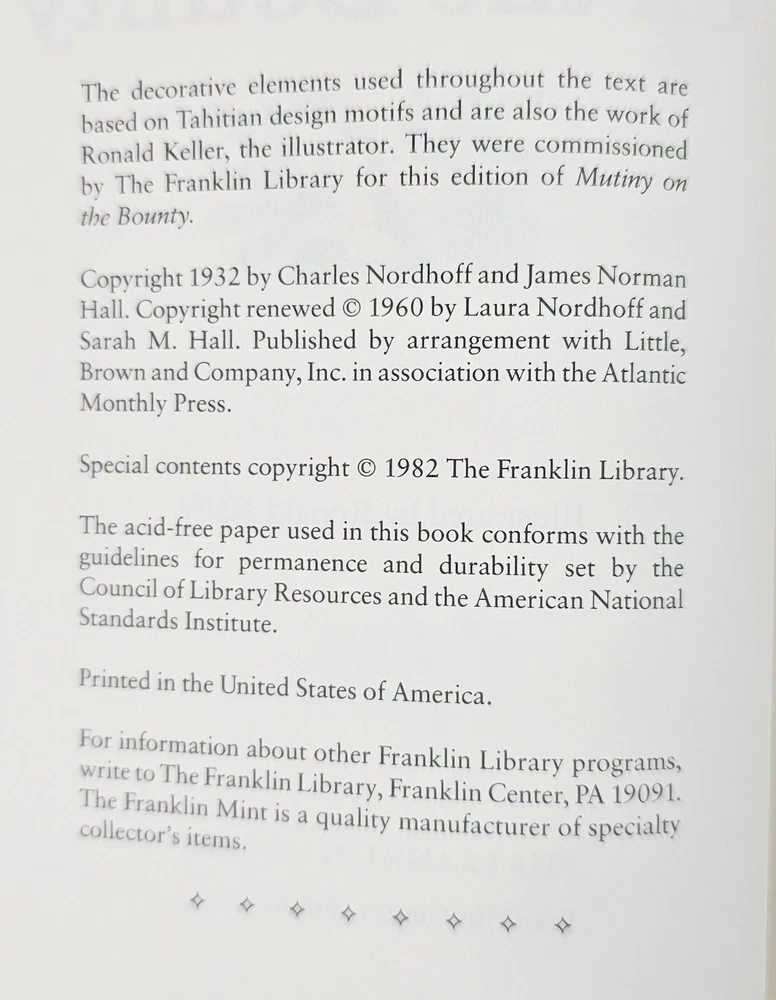 The decorative elements used throughout the text are
based on Tahitian design motifs and are also the work of
Ronald Keller, the illustrator. They were commissioned
by The Franklin Library for this edition of Mutiny on
the Bounty.
Copyright 1932 by Charles Nordhoff and James Norman
Hall. Copyright renewed © 1960 by Laura Nordhoff and
Sarah M. Hall. Published by arrangement with Little,
Brown and Company, Inc. in association with the Atlantic
Monthly Press.
Special contents copyright © 1982 The Franklin Library.
The acid-free paper used in this book conforms with the
guidelines for permanence and durability set by the
Council of Library Resources and the American National
Standards Institute.
Printed in the United States of America.
For information about other Franklin Library programs,
write to The Franklin Library, Franklin Center, PA 19091.
The Franklin Mint is a quality manufacturer of specialty
collector's items.